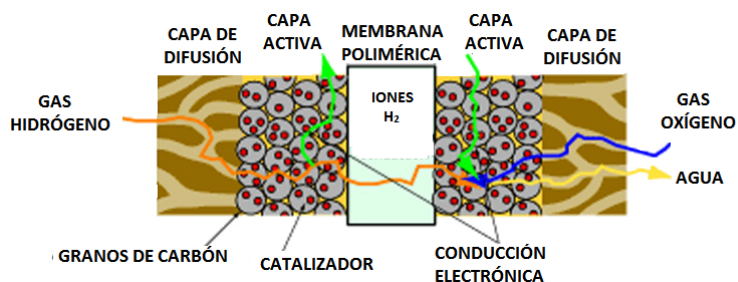 CAPA DE
DIFUSIÓN
CAPA
ACTIVA
MEMBRANA
POLIMÉRICA
CAPA
ACTIVA
CAPA DE
DIFUSIÓN
GAS
HIDRÓGENO
IONES
H₂
GAS
OXÍGENO
AGUA
GRANOS DE CARBÓN
CATALIZADOR
CONDUCCIÓN
ELECTRÓNICA